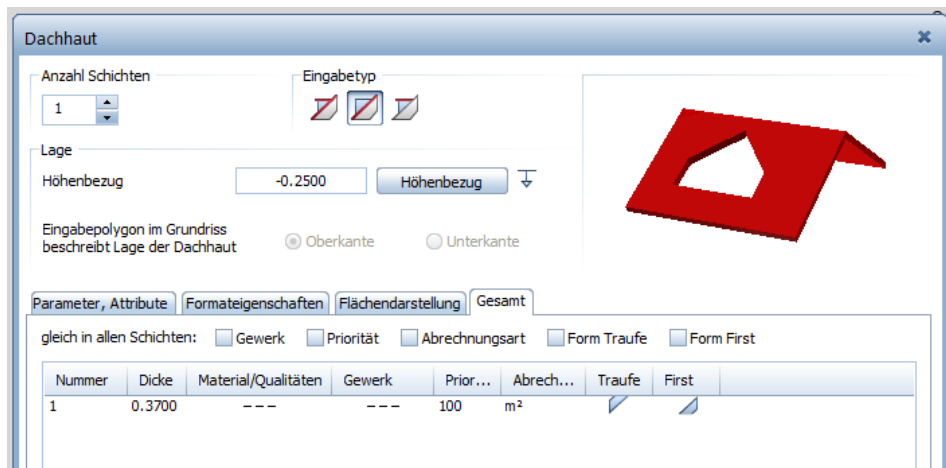 Dachhaut
Anzahl Schichten
Eingabetyp
1
Lage
Höhenbezug
-0.2500
Höhenbezug
Eingabepolygon im Grundriss
beschreibt Lage der Dachhaut
Oberkante
Unterkante
Parameter, Attribute
Formateigenschaften
Flächendarstellung
Gesamt
gleich in allen Schichten:
Gewerk
Priorität
Abrechnungsart
Form Traufe
Form First
Nummer Dicke Material/Qualitäten Gewerk Prior... Abrech... Traufe First
1 0.3700 --- --- 100 m²